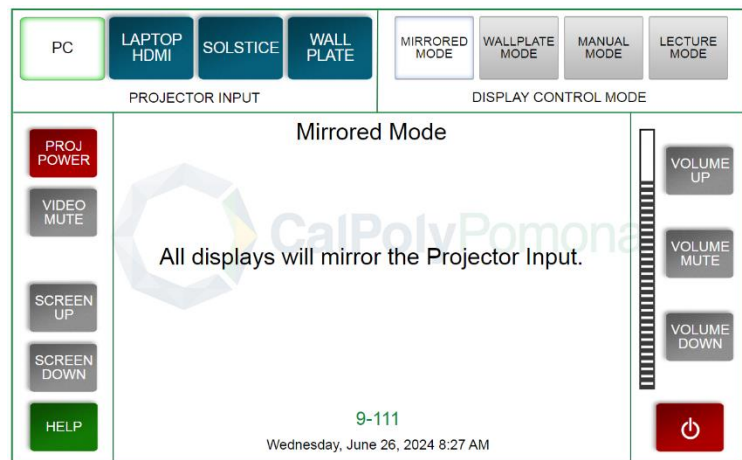 PC
LAPTOP
HDMI
SOLSTICE
WALL
PLATE
PROJECTOR INPUT
MIRRORED
MODE
WALLPLATE
MODE
MANUAL
MODE
LECTURE
MODE
DISPLAY CONTROL MODE
PROJ
POWER
VIDEO
MUTE
SCREEN
UP
SCREEN
DOWN
HELP
Mirrored Mode
CalPolyPomona
All displays will mirror the Projector Input.
9-111
Wednesday, June 26, 2024 8:27 AM
VOLUME
UP
VOLUME
MUTE
VOLUME
DOWN